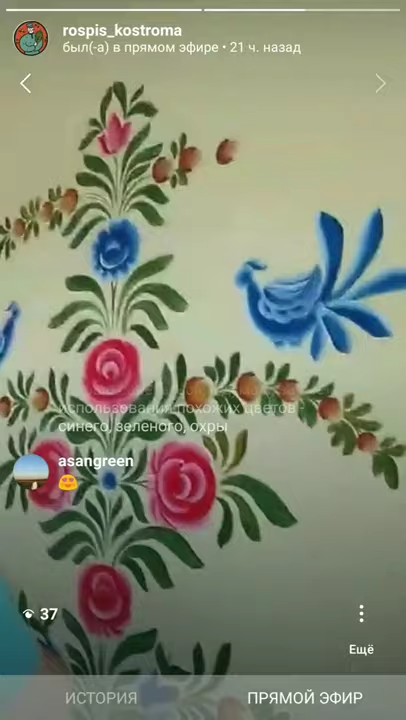 rospis_kostroma
был(-а) в прямом эфире • 21 ч. назад
использовании похожих цветов -
синего, зеленого, охры
asangreen
37
Ещё
ИСТОРИЯ
ПРЯМОЙ ЭФИР